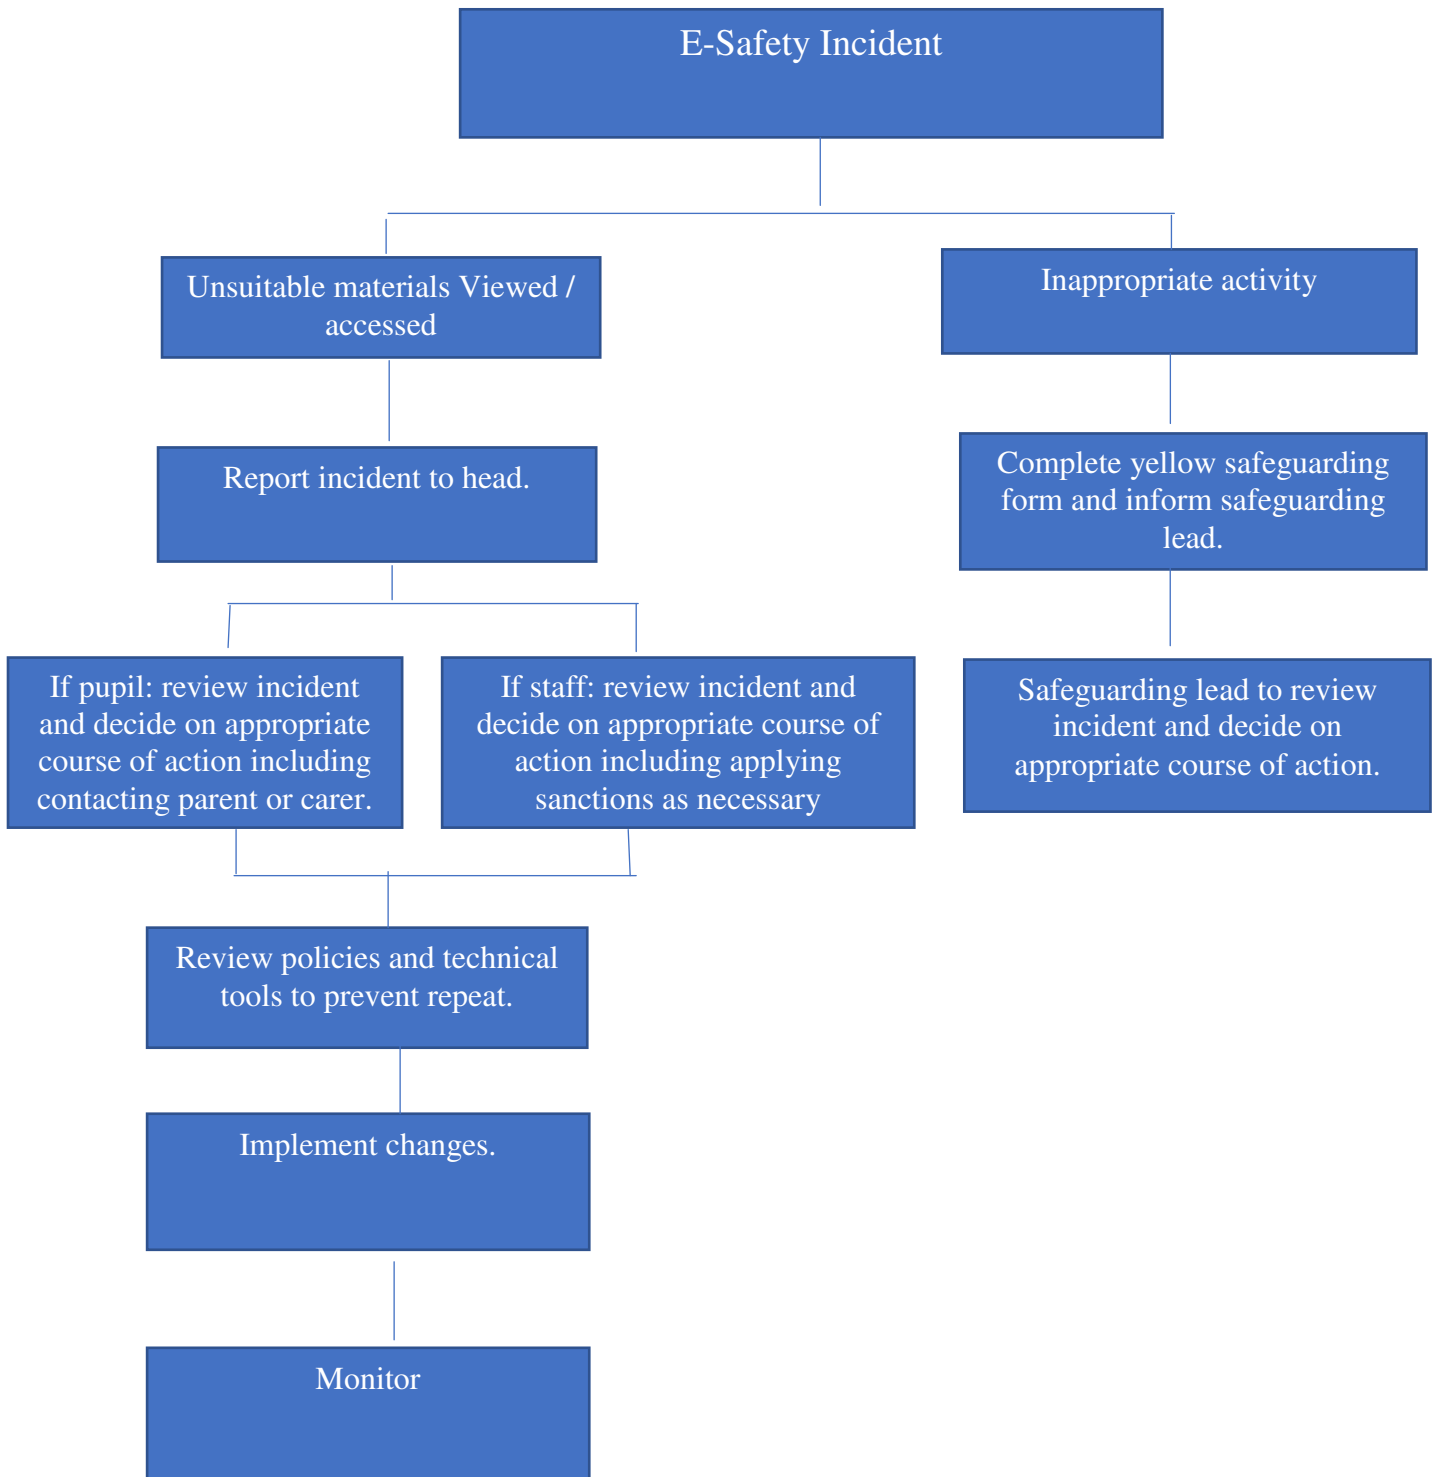 E-Safety Incident
Unsuitable materials Viewed /
accessed
Inappropriate activity
Report incident to head.
Complete yellow safeguarding
form and inform safeguarding
lead.
If pupil: review incident
and decide on appropriate
course of action including
contacting parent or carer.
If staff: review incident and
decide on appropriate course of
action including applying
sanctions as necessary
Safeguarding lead to review
incident and decide on
appropriate course of action.
Review policies and technical
tools to prevent repeat.
Implement changes.
Monitor